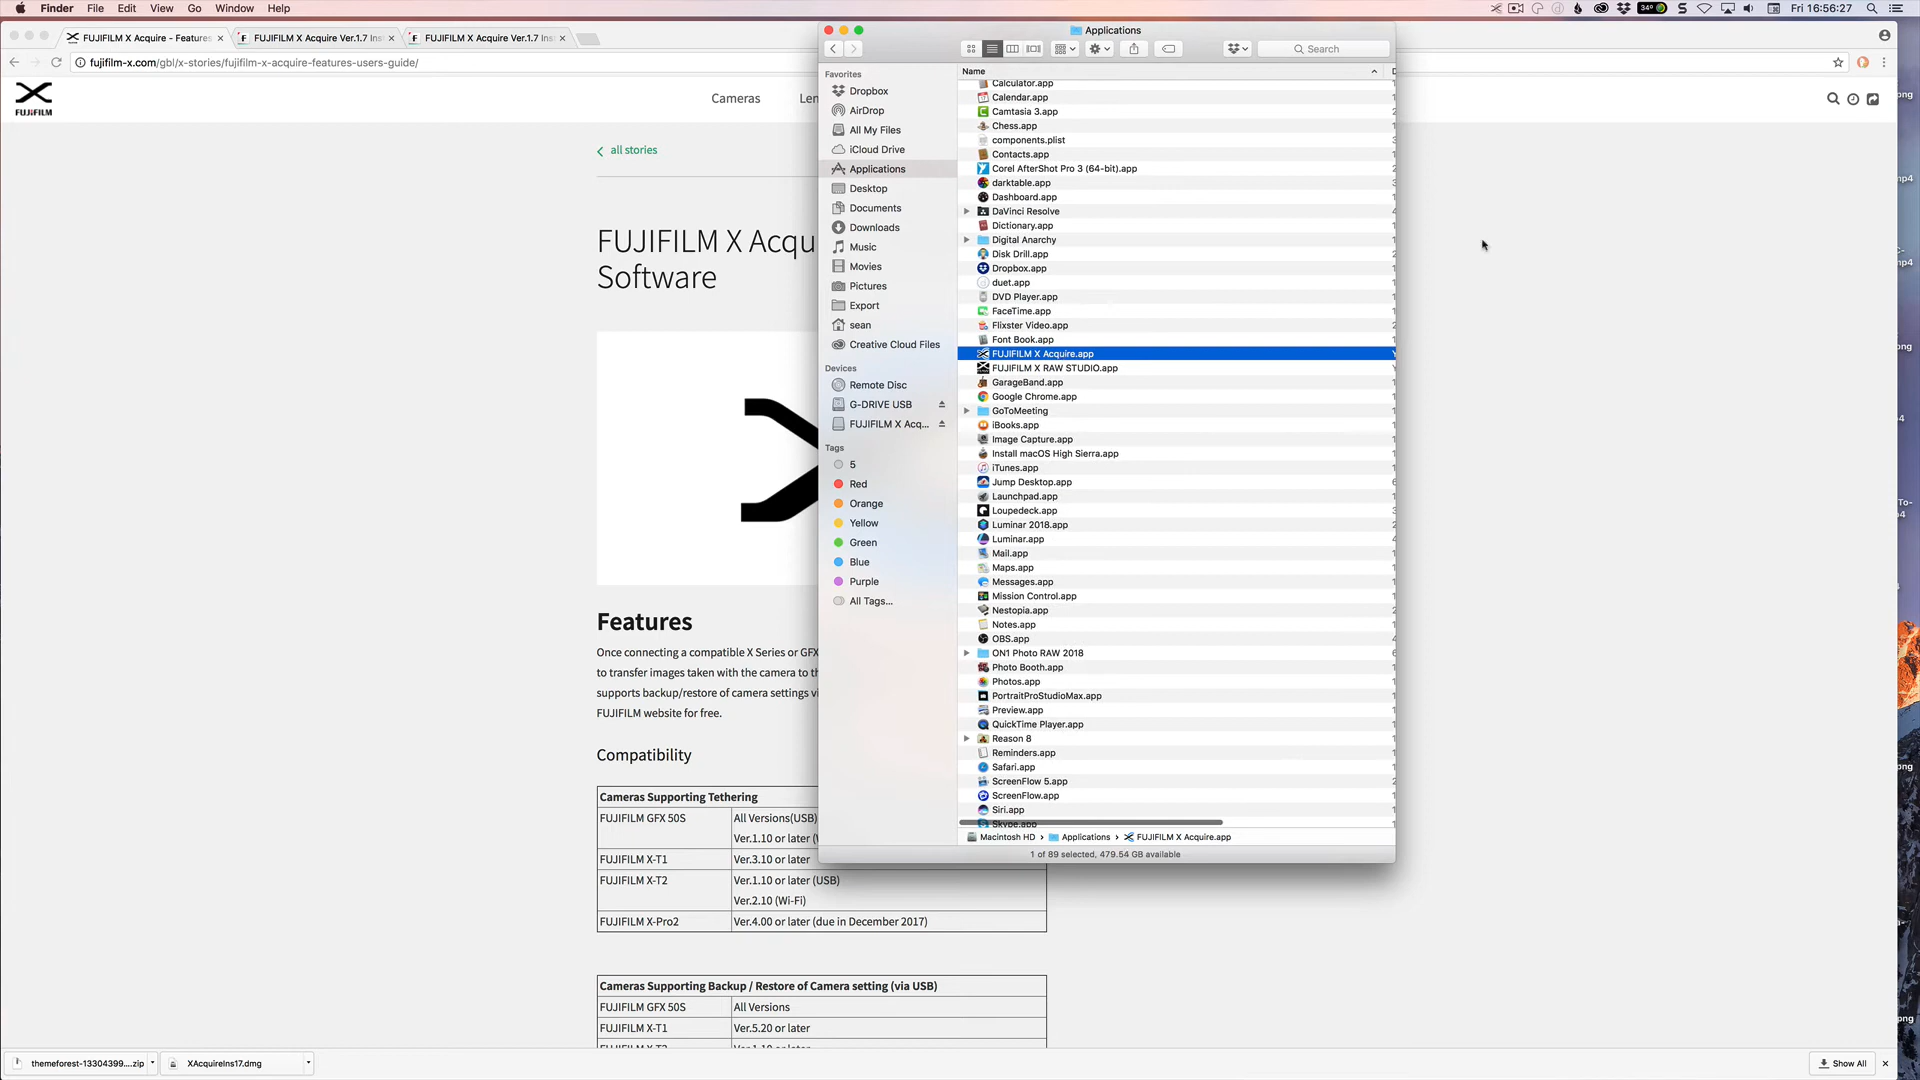 Finder File Edit View Go Window Help
34° Fri 16:56:27
FUJIFILM X Acquire - Features
FUJIFILM X Acquire Ver.1.7 Ins
FUJIFILM X Acquire Ver.1.7 Ins
fujifilm-x.com/gbl/x-stories/fujifilm-x-acquire-features-users-guide/
FUJIFILM
Cameras
Len
all stories
FUJIFILM X Acqu
Software
Features
Once connecting a compatible X Series or GFX
to transfer images taken with the camera to th
supports backup/restore of camera settings vi
FUJIFILM website for free.
Compatibility
Cameras Supporting Tethering
FUJIFILM GFX 50S All Versions(USB)
Ver.1.10 or later (
FUJIFILM X-T1 Ver.3.10 or later
FUJIFILM X-T2 Ver.1.10 or later (USB)
Ver.2.10 (Wi-Fi)
FUJIFILM X-Pro2 Ver.4.00 or later (due in December 2017)
Cameras Supporting Backup / Restore of Camera setting (via USB)
FUJIFILM GFX 50S All Versions
FUJIFILM X-T1 Ver.5.20 or later
Applications
Search
Favorites
Dropbox
AirDrop
All My Files
iCloud Drive
Applications
Desktop
Documents
Downloads
Music
Movies
Pictures
Export
sean
Creative Cloud Files
Devices
Remote Disc
G-DRIVE USB
FUJIFILM X Acq...
Tags
5
Red
Orange
Yellow
Green
Blue
Purple
All Tags...
Name
Calculator.app
Calendar.app
Camtasia 3.app
Chess.app
components.plist
Contacts.app
Corel AfterShot Pro 3 (64-bit).app
darktable.app
Dashboard.app
DaVinci Resolve
Dictionary.app
Digital Anarchy
Disk Drill.app
Dropbox.app
duet.app
DVD Player.app
FaceTime.app
Flixster Video.app
Font Book.app
FUJIFILM X Acquire.app
FUJIFILM X RAW STUDIO.app
GarageBand.app
Google Chrome.app
GoToMeeting
iBooks.app
Image Capture.app
Install macOS High Sierra.app
iTunes.app
Jump Desktop.app
Launchpad.app
Loupedeck.app
Luminar 2018.app
Luminar.app
Mail.app
Maps.app
Messages.app
Mission Control.app
Nestopia.app
Notes.app
OBS.app
ON1 Photo RAW 2018
Photo Booth.app
Photos.app
PortraitProStudioMax.app
Preview.app
QuickTime Player.app
Reason 8
Reminders.app
Safari.app
ScreenFlow 5.app
ScreenFlow.app
Siri.app
Skype.app
Macintosh HD › Applications › FUJIFILM X Acquire.app
1 of 89 selected, 479.54 GB available
themeforest-13304399....zip
XAcquireIns17.dmg
Show All